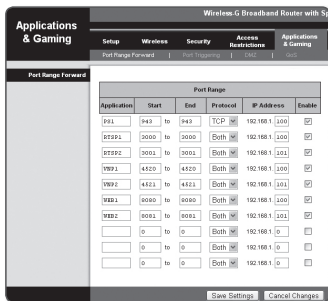 Wireless-G Broadband Router with Sp
Applications & Gaming
Setup Wireless Security Access Restrictions Applications & Gaming
Port Range Forward | Port Triggering | DMZ | QoS
Port Range Forward
Port Range
Application Start End Protocol IP Address Enable
PS1 943 to 943 TCP 192.168.1. 100
RTSP1 3000 to 3000 Both 192.168.1. 100
RTSP2 3001 to 3001 Both 192.168.1. 101
VNP1 4520 to 4520 Both 192.168.1. 100
VNP2 4521 to 4521 Both 192.168.1. 101
WEB1 8080 to 8080 Both 192.168.1. 100
WEB2 8081 to 8081 Both 192.168.1. 101
0 to 0 Both 192.168.1. 0
0 to 0 Both 192.168.1. 0
0 to 0 Both 192.168.1. 0
Save Settings Cancel Changes